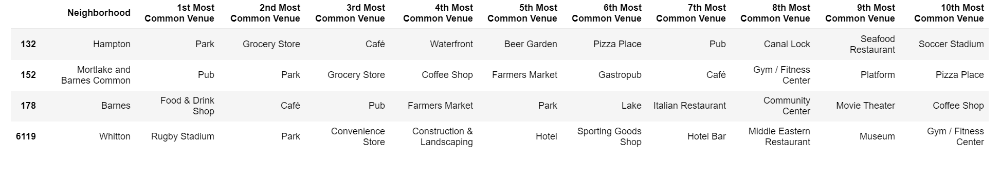 Neighborhood 1st Most Common Venue 2nd Most Common Venue 3rd Most Common Venue 4th Most Common Venue 5th Most Common Venue 6th Most Common Venue 7th Most Common Venue 8th Most Common Venue 9th Most Common Venue 10th Most Common Venue
132 Hampton Park Grocery Store Café Waterfront Beer Garden Pizza Place Pub Canal Lock Seafood Restaurant Soccer Stadium
152 Mortlake and Barnes Common Pub Park Grocery Store Coffee Shop Farmers Market Gastropub Café Gym / Fitness Center Platform Pizza Place
178 Barnes Food & Drink Shop Café Pub Farmers Market Park Lake Italian Restaurant Community Center Movie Theater Coffee Shop
6119 Whitton Rugby Stadium Park Convenience Store Construction & Landscaping Hotel Sporting Goods Shop Hotel Bar Middle Eastern Restaurant Museum Gym / Fitness Center